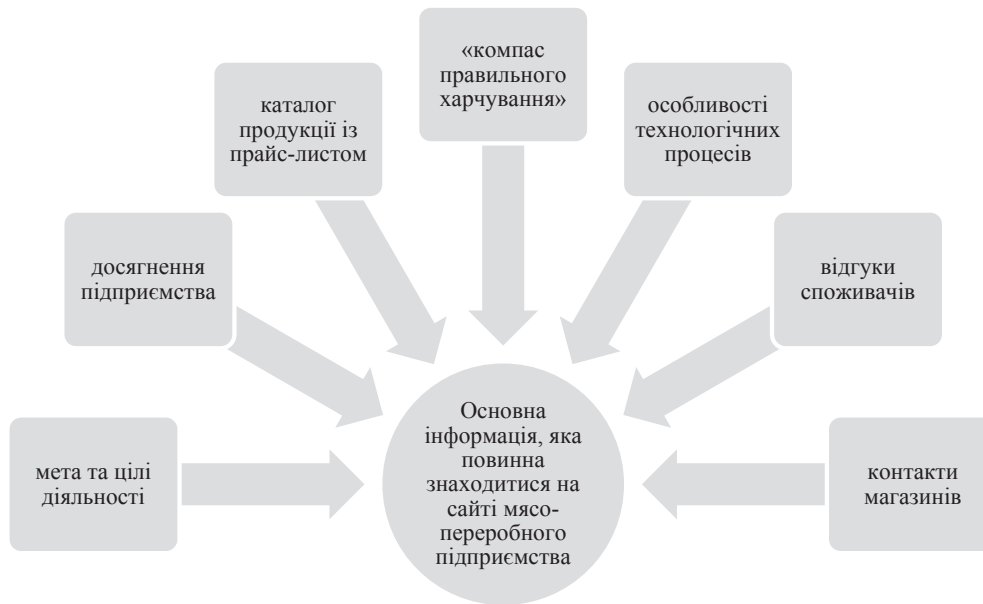 «компас
правильного
харчування»
каталог
продукції із
прайс-листом
особливості
технологічних
процесів
досягнення
підприємства
відгуки
споживачів
мета та цілі
діяльності
Основна
інформація, яка
повинна
знаходитися на
сайті мясо-
переробного
підприємства
контакти
магазинів